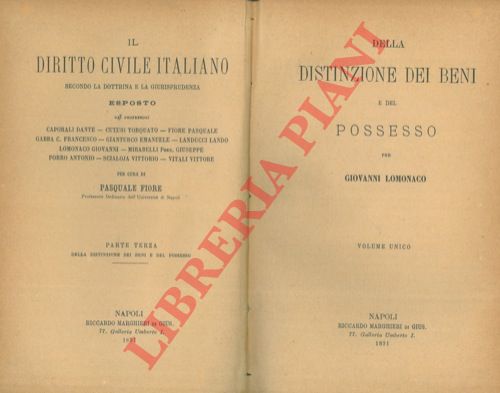 IL
DIRITTO CIVILE ITALIANO
SECONDO LA DOTTRINA E LA GIURISPRUDENZA
ESPOSTO
dai professori
CAPORALI DANTE — CUTURI TORQUATO — FIORE PASQUALE
GABBA C. FRANCESCO — GIANTURCO EMANUELE — LANDUCCI LANDO
LOMONACO GIOVANNI — MIRABELLI PROF. GIUSEPPE
PORRO ANTONIO — SCIALOJA VITTORIO — VITALI VITTORE
PER CURA DI
PASQUALE FIORE
Professore Ordinario dell'Università di Napoli
PARTE TERZA
DELLA DISTINZIONE DEI BENI E DEL POSSESSO
NAPOLI
RICCARDO MARGHIERI DI GIUS.
77. Galleria Umberto I.
1891
DELLA
DISTINZIONE DEI BENI
E DEL
POSSESSO
PER
GIOVANNI LOMONACO
VOLUME UNICO
NAPOLI
RICCARDO MARGHIERI DI GIUS.
77. Galleria Umberto I.
1891
LIBRERIA PIANI